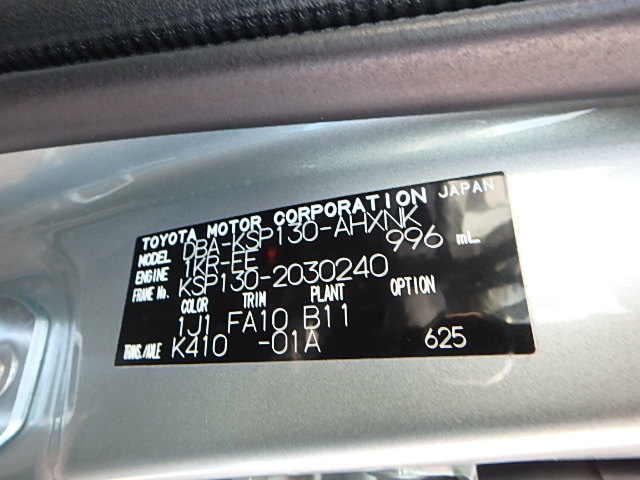 TOYOTA MOTOR CORPORATION JAPAN
MODEL DBA-KSP130-AHXNK
ENGINE 1KR-FE 996 mL
FRAME No. KSP130-2030240
COLOR TRIM PLANT OPTION
1J1 FA10 B11
TRANS./AXLE K410 -01A 625